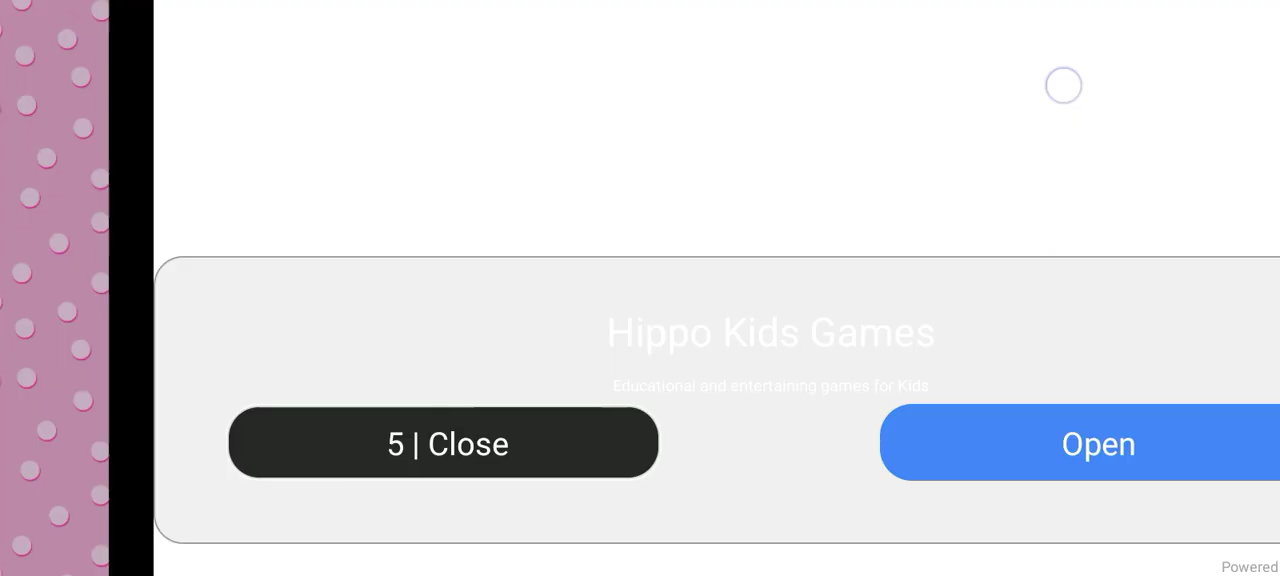 Hippo Kids Games
Educational and entertaining games for Kids
5 | Close
Open
Powered